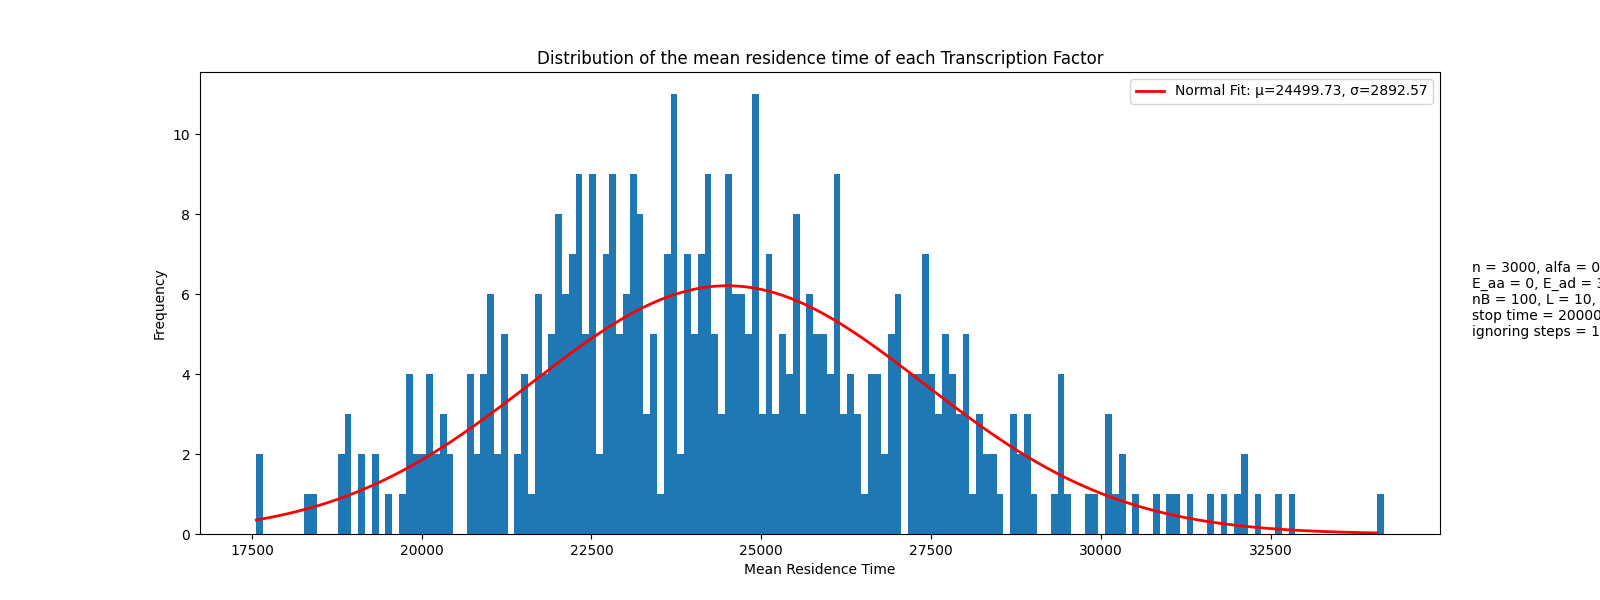 Distribution of the mean residence time of each Transcription Factor
Normal Fit: μ=24499.73, σ=2892.57
Frequency
10
8
6
4
2
0
17500 20000 22500 25000 27500 30000 32500
Mean Residence Time
n = 3000, alfa = 0
E_aa = 0, E_ad = 3
nB = 100, L = 10,
stop time = 20000
ignoring steps = 1